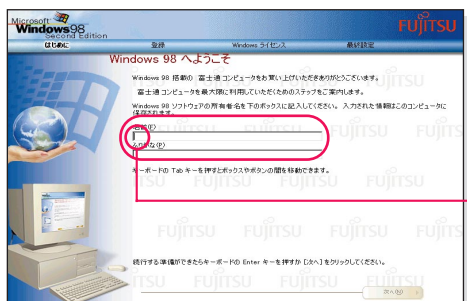 Microsoft
Windows98
Second Edition
FUJITSU
はじめに 登録 Windows ライセンス 最終設定
Windows 98 へようこそ
Windows 98 搭載の 富士通 コンピュータをお買い上げいただきありがとうございます。
富士通 コンピュータを最大限に利用していただくためのステップをご案内します。
Windows 98 ソフトウェアの所有者名を下のボックスに記入してください。 入力された情報はこのコンピュータに
保存されます。
名前(F)
ふりがな(P)
キーボードの Tab キーを押すとボックスやボタンの間を移動できます。
続行する準備ができたらキーボードの Enter キーを押すか [次へ] をクリックしてください。
次へ(N)